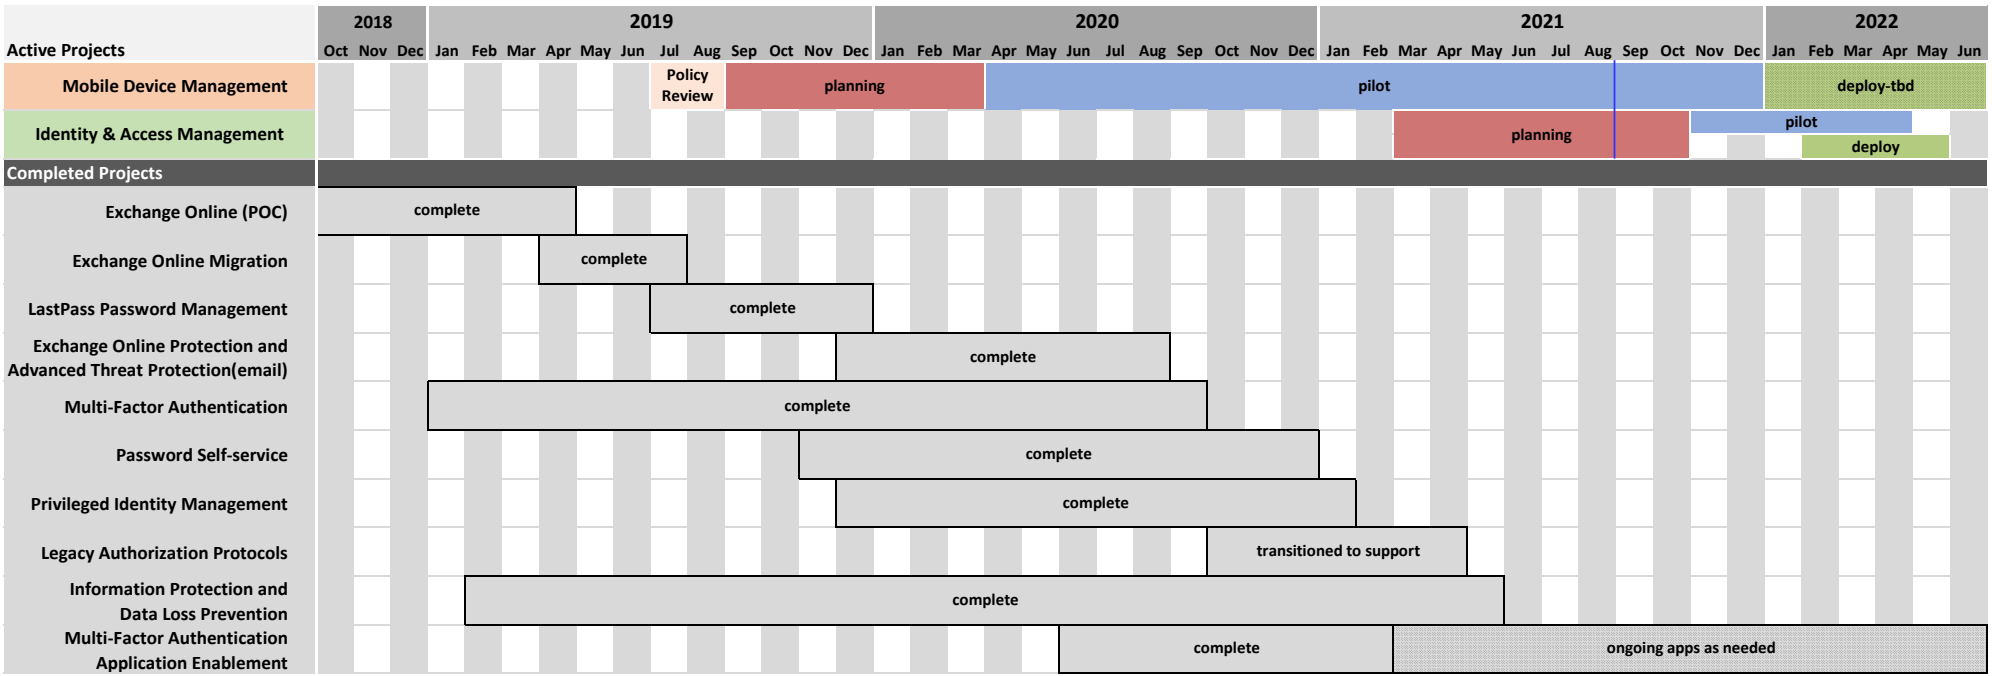 2018 2019 2020 2021 2022
Active Projects Oct Nov Dec Jan Feb Mar Apr May Jun Jul Aug Sep Oct Nov Dec Jan Feb Mar Apr May Jun Jul Aug Sep Oct Nov Dec Jan Feb Mar Apr May Jun Jul Aug Sep Oct Nov Dec Jan Feb Mar Apr May Jun
Mobile Device Management
Policy
Review
planning
pilot
deploy-tbd
Identity & Access Management
planning
pilot
deploy
Completed Projects
Exchange Online (POC)
complete
Exchange Online Migration
complete
LastPass Password Management
complete
Exchange Online Protection and
Advanced Threat Protection(email)
complete
Multi-Factor Authentication
complete
Password Self-service
complete
Privileged Identity Management
complete
Legacy Authorization Protocols
transitioned to support
Information Protection and
Data Loss Prevention
complete
Multi-Factor Authentication
Application Enablement
complete
ongoing apps as needed